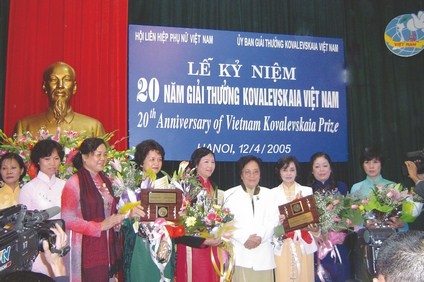 HỘI LIÊN HIỆP PHỤ NỮ VIỆT NAM
ỦY BAN GIẢI THƯỞNG KOVALEVSKAIA VIỆT NAM
LỄ KỶ NIỆM
20 NĂM GIẢI THƯỞNG KOVALEVSKAIA VIỆT NAM
20th Anniversary of Vietnam Kovalevskaia Prize
HANOI, 12/4/2005
VIETNAM